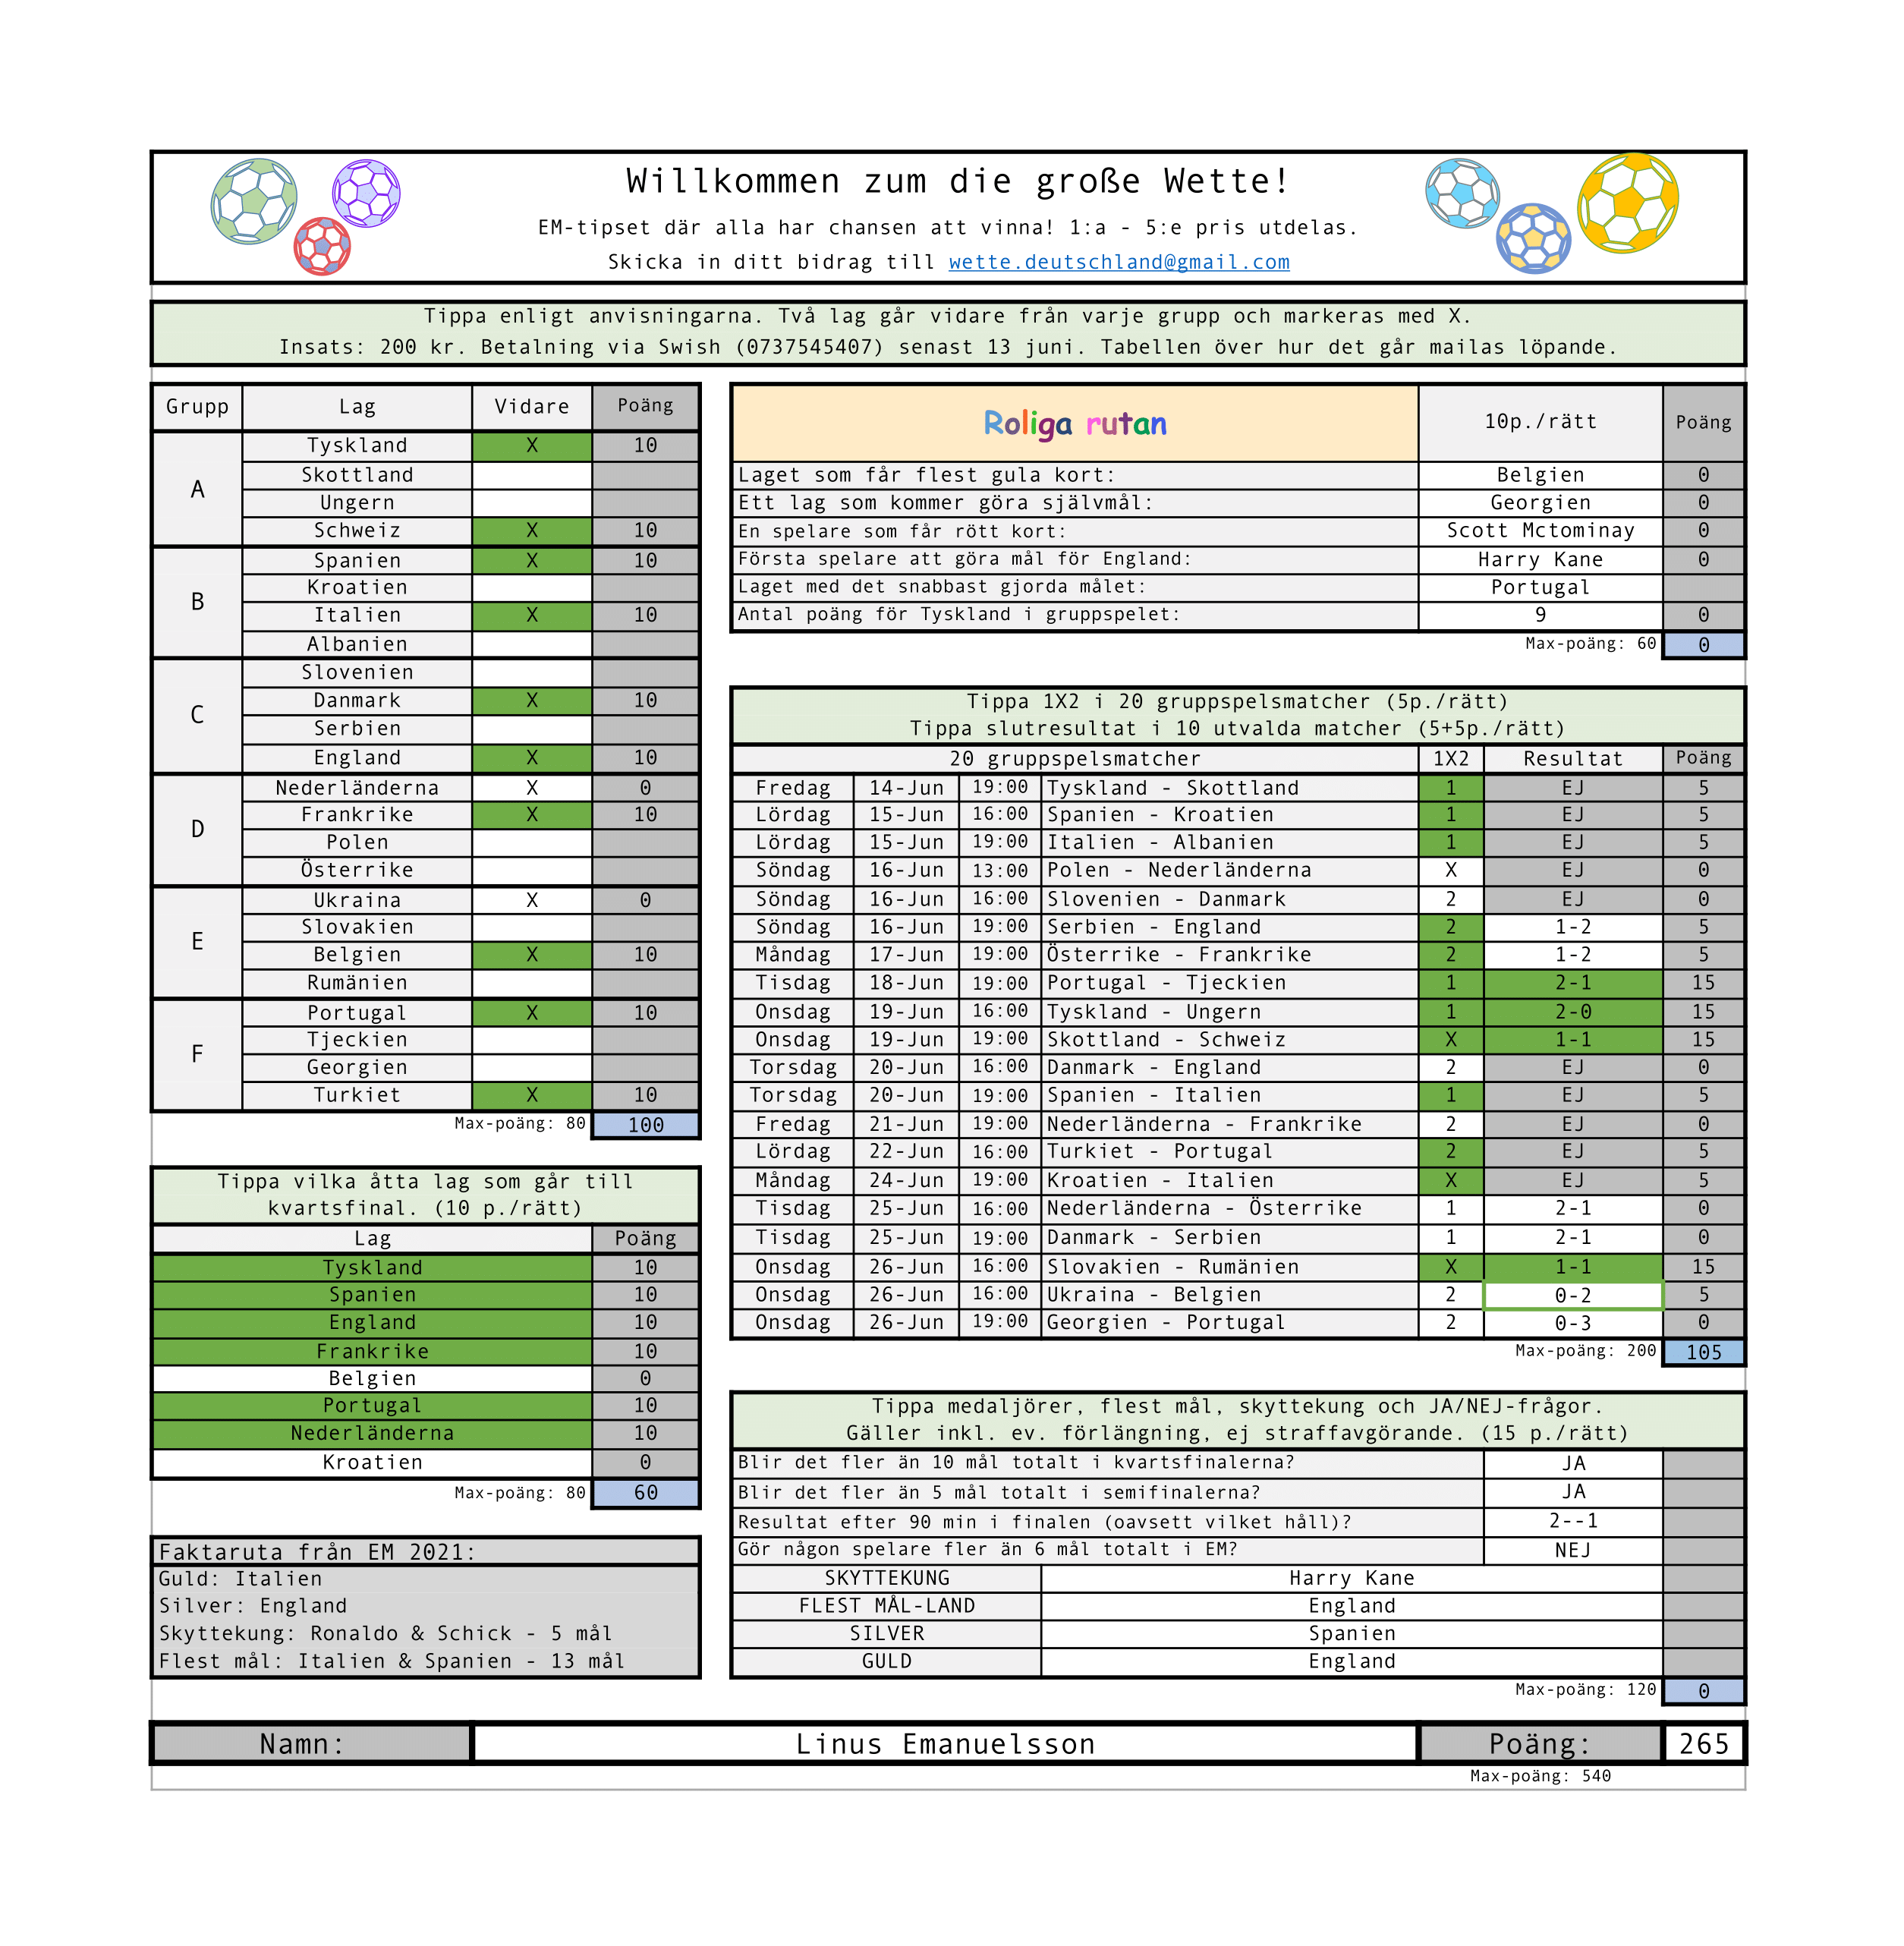 Willkommen zum die große Wette!
EM-tipset där alla har chansen att vinna! 1:a - 5:e pris utdelas.
Skicka in ditt bidrag till wette.deutschland@gmail.com
Tippa enligt anvisningarna. Två lag går vidare från varje grupp och markeras med X.
Insats: 200 kr. Betalning via Swish (0737545407) senast 13 juni. Tabellen över hur det går mailas löpande.
Grupp Lag Vidare Poäng
A
Tyskland X 10
Skottland
Ungern
Schweiz X 10
B
Spanien X 10
Kroatien
Italien X 10
Albanien
C
Slovenien
Danmark X 10
Serbien
England X 10
D
Nederländerna X 0
Frankrike X 10
Polen
Österrike
E
Ukraina X 0
Slovakien
Belgien X 10
Rumänien
F
Portugal X 10
Tjeckien
Georgien
Turkiet X 10
Max-poäng: 80 100
Tippa vilka åtta lag som går till
kvartsfinal. (10 p./rätt)
Lag Poäng
Tyskland 10
Spanien 10
England 10
Frankrike 10
Belgien 0
Portugal 10
Nederländerna 10
Kroatien 0
Max-poäng: 80 60
Faktaruta från EM 2021:
Guld: Italien
Silver: England
Skyttekung: Ronaldo & Schick - 5 mål
Flest mål: Italien & Spanien - 13 mål
Roliga rutan 10p./rätt Poäng
Laget som får flest gula kort: Belgien 0
Ett lag som kommer göra självmål: Georgien 0
En spelare som får rött kort: Scott Mctominay 0
Första spelare att göra mål för England: Harry Kane 0
Laget med det snabbast gjorda målet: Portugal
Antal poäng för Tyskland i gruppspelet: 9 0
Max-poäng: 60 0
Tippa 1X2 i 20 gruppspelsmatcher (5p./rätt)
Tippa slutresultat i 10 utvalda matcher (5+5p./rätt)
20 gruppspelsmatcher 1X2 Resultat Poäng
Fredag 14-Jun 19:00 Tyskland - Skottland 1 EJ 5
Lördag 15-Jun 16:00 Spanien - Kroatien 1 EJ 5
Lördag 15-Jun 19:00 Italien - Albanien 1 EJ 5
Söndag 16-Jun 13:00 Polen - Nederländerna X EJ 0
Söndag 16-Jun 16:00 Slovenien - Danmark 2 EJ 0
Söndag 16-Jun 19:00 Serbien - England 2 1-2 5
Måndag 17-Jun 19:00 Österrike - Frankrike 2 1-2 5
Tisdag 18-Jun 19:00 Portugal - Tjeckien 1 2-1 15
Onsdag 19-Jun 16:00 Tyskland - Ungern 1 2-0 15
Onsdag 19-Jun 19:00 Skottland - Schweiz X 1-1 15
Torsdag 20-Jun 16:00 Danmark - England 2 EJ 0
Torsdag 20-Jun 19:00 Spanien - Italien 1 EJ 5
Fredag 21-Jun 19:00 Nederländerna - Frankrike 2 EJ 0
Lördag 22-Jun 16:00 Turkiet - Portugal 2 EJ 5
Måndag 24-Jun 19:00 Kroatien - Italien X EJ 5
Tisdag 25-Jun 16:00 Nederländerna - Österrike 1 2-1 0
Tisdag 25-Jun 19:00 Danmark - Serbien 1 2-1 0
Onsdag 26-Jun 16:00 Slovakien - Rumänien X 1-1 15
Onsdag 26-Jun 16:00 Ukraina - Belgien 2 0-2 5
Onsdag 26-Jun 19:00 Georgien - Portugal 2 0-3 0
Max-poäng: 200 105
Tippa medaljörer, flest mål, skyttekung och JA/NEJ-frågor.
Gäller inkl. ev. förlängning, ej straffavgörande. (15 p./rätt)
Blir det fler än 10 mål totalt i kvartsfinalerna? JA
Blir det fler än 5 mål totalt i semifinalerna? JA
Resultat efter 90 min i finalen (oavsett vilket håll)? 2--1
Gör någon spelare fler än 6 mål totalt i EM? NEJ
SKYTTEKUNG Harry Kane
FLEST MÅL-LAND England
SILVER Spanien
GULD England
Max-poäng: 120 0
Namn: Linus Emanuelsson Poäng: 265
Max-poäng: 540